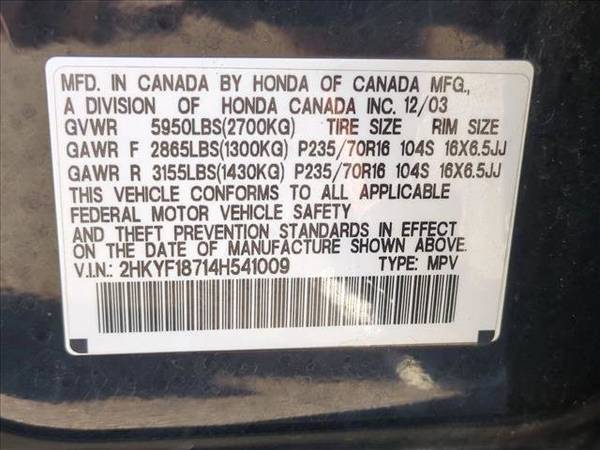 MFD. IN CANADA BY HONDA OF CANADA MFG.,
A DIVISION OF HONDA CANADA INC. 12/03
GVWR 5950LBS(2700KG) TIRE SIZE RIM SIZE
GAWR F 2865LBS(1300KG) P235/70R16 104S 16X6.5JJ
GAWR R 3155LBS(1430KG) P235/70R16 104S 16X6.5JJ
THIS VEHICLE CONFORMS TO ALL APPLICABLE
FEDERAL MOTOR VEHICLE SAFETY
AND THEFT PREVENTION STANDARDS IN EFFECT
ON THE DATE OF MANUFACTURE SHOWN ABOVE.
V.I.N.: 2HKYF18714H541009 TYPE: MPV